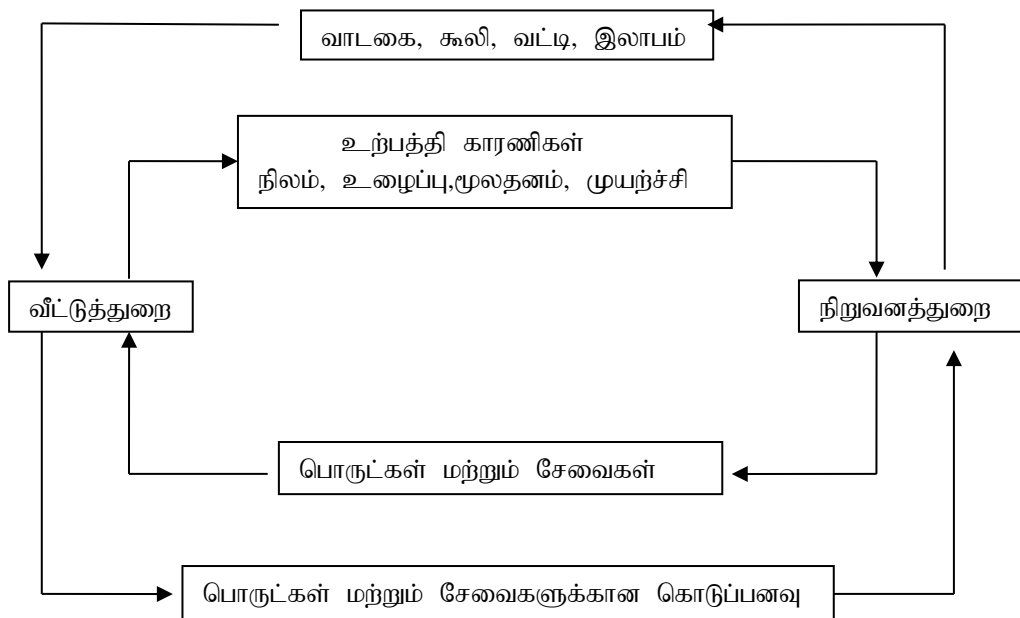 வாடகை, கூலி, வட்டி, இலாபம்
உற்பத்தி காரணிகள்
நிலம், உழைப்பு,மூலதனம், முயற்ச்சி
வீட்டுத்துறை
நிறுவனத்துறை
பொருட்கள் மற்றும் சேவைகள்
பொருட்கள் மற்றும் சேவைகளுக்கான கொடுப்பனவு